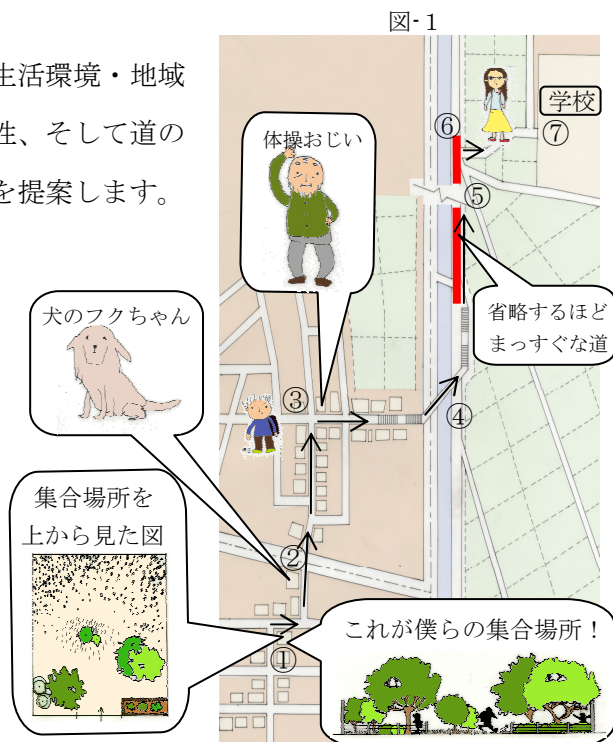 図-1
生活環境・地域
性、そして道の
を提案します。
学校
⑦
⑥
体操おじい
⑤
省略するほど
まっすぐな道
犬のフクちゃん
③
④
集合場所を
上から見た図
②
①
これが僕らの集合場所！